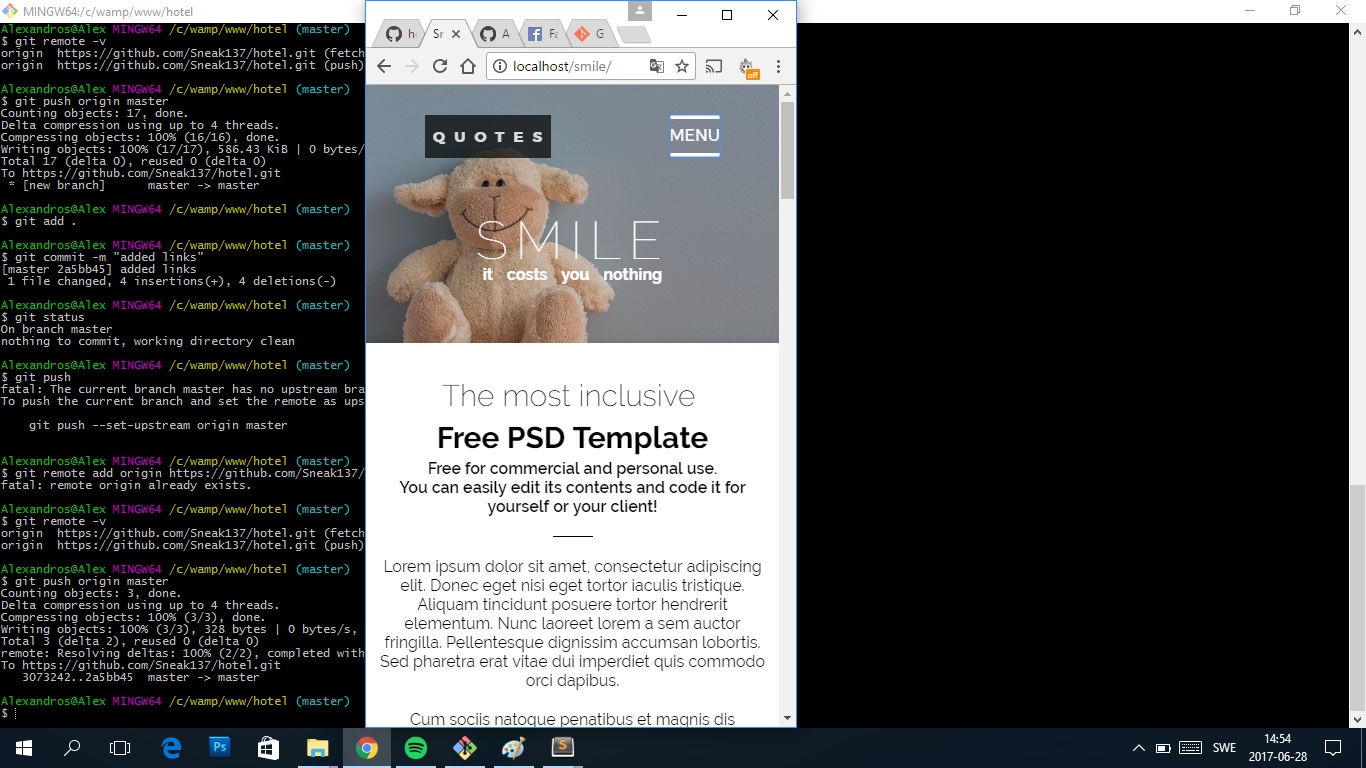 MINGW64:/c/wamp/www/hotel
Alexandros@Alex MINGW64 /c/wamp/www/hotel (master)
$ git remote -v
origin  https://github.com/Sneak137/hotel.git (fetch
origin  https://github.com/Sneak137/hotel.git (push)
Alexandros@Alex MINGW64 /c/wamp/www/hotel (master)
$ git push origin master
Counting objects: 17, done.
Delta compression using up to 4 threads.
Compressing objects: 100% (16/16), done.
Writing objects: 100% (17/17), 586.43 KiB | 0 bytes/
Total 17 (delta 0), reused 0 (delta 0)
To https://github.com/Sneak137/hotel.git
 * [new branch]      master -> master
Alexandros@Alex MINGW64 /c/wamp/www/hotel (master)
$ git add .
Alexandros@Alex MINGW64 /c/wamp/www/hotel (master)
$ git commit -m "added links"
[master 2a5bb45] added links
 1 file changed, 4 insertions(+), 4 deletions(-)
Alexandros@Alex MINGW64 /c/wamp/www/hotel (master)
$ git status
On branch master
nothing to commit, working directory clean
Alexandros@Alex MINGW64 /c/wamp/www/hotel (master)
$ git push
fatal: The current branch master has no upstream bra
To push the current branch and set the remote as ups
    git push --set-upstream origin master
Alexandros@Alex MINGW64 /c/wamp/www/hotel (master)
$ git remote add origin https://github.com/Sneak137/
fatal: remote origin already exists.
Alexandros@Alex MINGW64 /c/wamp/www/hotel (master)
$ git remote -v
origin  https://github.com/Sneak137/hotel.git (fetch
origin  https://github.com/Sneak137/hotel.git (push)
Alexandros@Alex MINGW64 /c/wamp/www/hotel (master)
$ git push origin master
Counting objects: 3, done.
Delta compression using up to 4 threads.
Compressing objects: 100% (3/3), done.
Writing objects: 100% (3/3), 328 bytes | 0 bytes/s,
Total 3 (delta 2), reused 0 (delta 0)
remote: Resolving deltas: 100% (2/2), completed with
To https://github.com/Sneak137/hotel.git
   3073242..2a5bb45  master -> master
Alexandros@Alex MINGW64 /c/wamp/www/hotel (master)
$
localhost/smile/
off
QUOTES
MENU
SMILE
it costs you nothing
The most inclusive
Free PSD Template
Free for commercial and personal use.
You can easily edit its contents and code it for
yourself or your client!
Lorem ipsum dolor sit amet, consectetur adipiscing
elit. Donec eget nisi eget tortor iaculis tristique.
Aliquam tincidunt posuere tortor hendrerit
elementum. Nunc laoreet lorem a sem auctor
fringilla. Pellentesque dignissim accumsan lobortis.
Sed pharetra erat vitae dui imperdiet quis commodo
orci dapibus.
Cum sociis natoque penatibus et magnis dis
Ps
SWE
14:54
2017-06-28